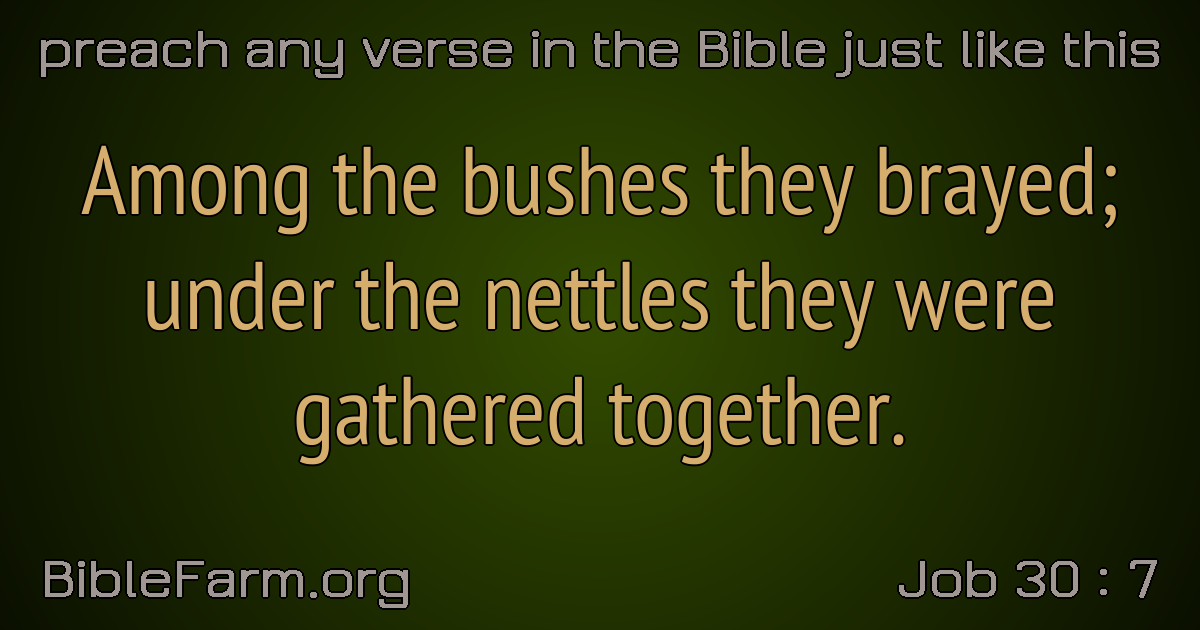 preach any verse in the Bible just like this
Among the bushes they brayed;
under the nettles they were
gathered together.
BibleFarm.org
Job 30 : 7